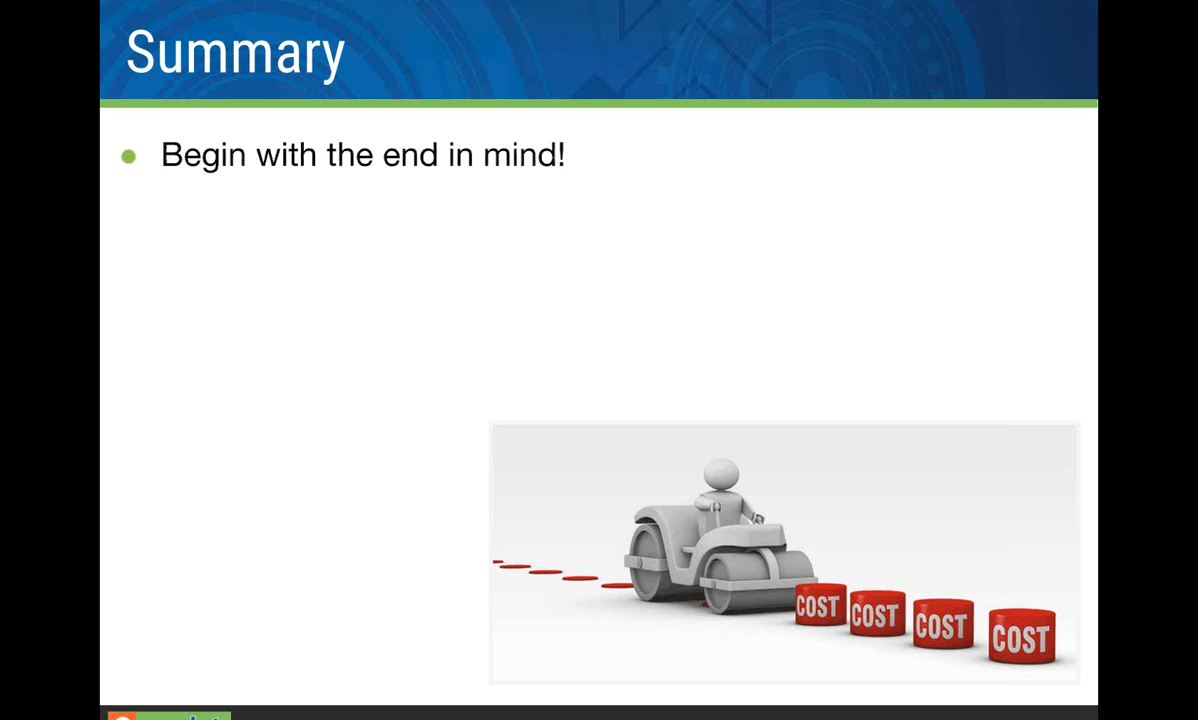 Summary
Begin with the end in mind!
COST
COST
COST
COST